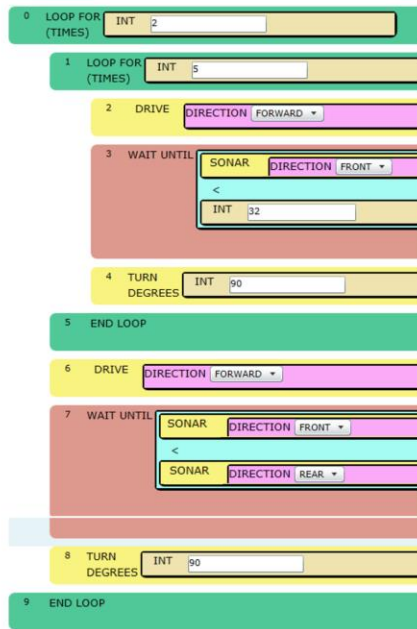 0 LOOP FOR (TIMES) INT 2
1 LOOP FOR (TIMES) INT 5
2 DRIVE DIRECTION FORWARD
3 WAIT UNTIL SONAR DIRECTION FRONT
<
INT 32
4 TURN DEGREES INT 90
5 END LOOP
6 DRIVE DIRECTION FORWARD
7 WAIT UNTIL SONAR DIRECTION FRONT
<
SONAR DIRECTION REAR
8 TURN DEGREES INT 90
9 END LOOP